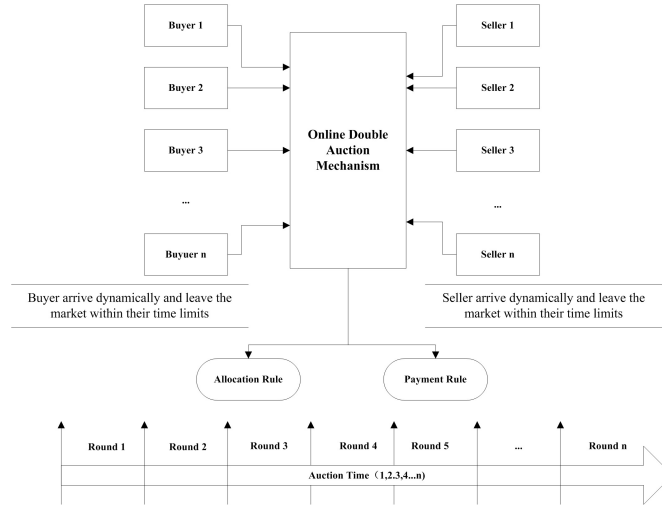 Buyer 1
Seller 1
Buyer 2
Seller 2
Online Double
Auction
Mechanism
Buyer 3
Seller 3
...
...
Buyuer n
Seller n
Buyer arrive dynamically and leave the
market within their time limits
Seller arrive dynamically and leave the
market within their time limits
Allocation Rule
Payment Rule
Round 1
Round 2
Round 3
Round 4
Round 5
...
Round n
Auction Time（1,2.3,4...n)